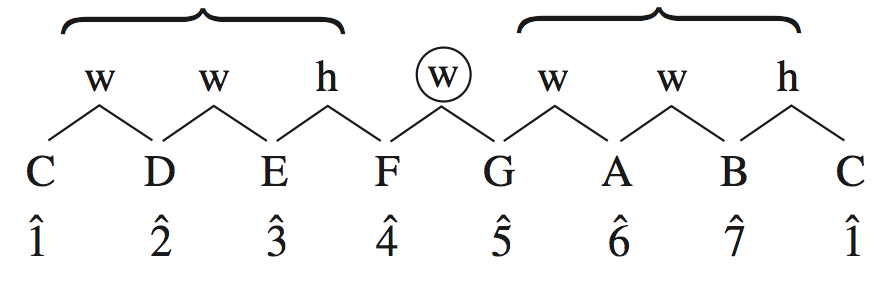 w w h w w w h
C D E F G A B C
1̂ 2̂ 3̂ 4̂ 5̂ 6̂ 7̂ 1̂